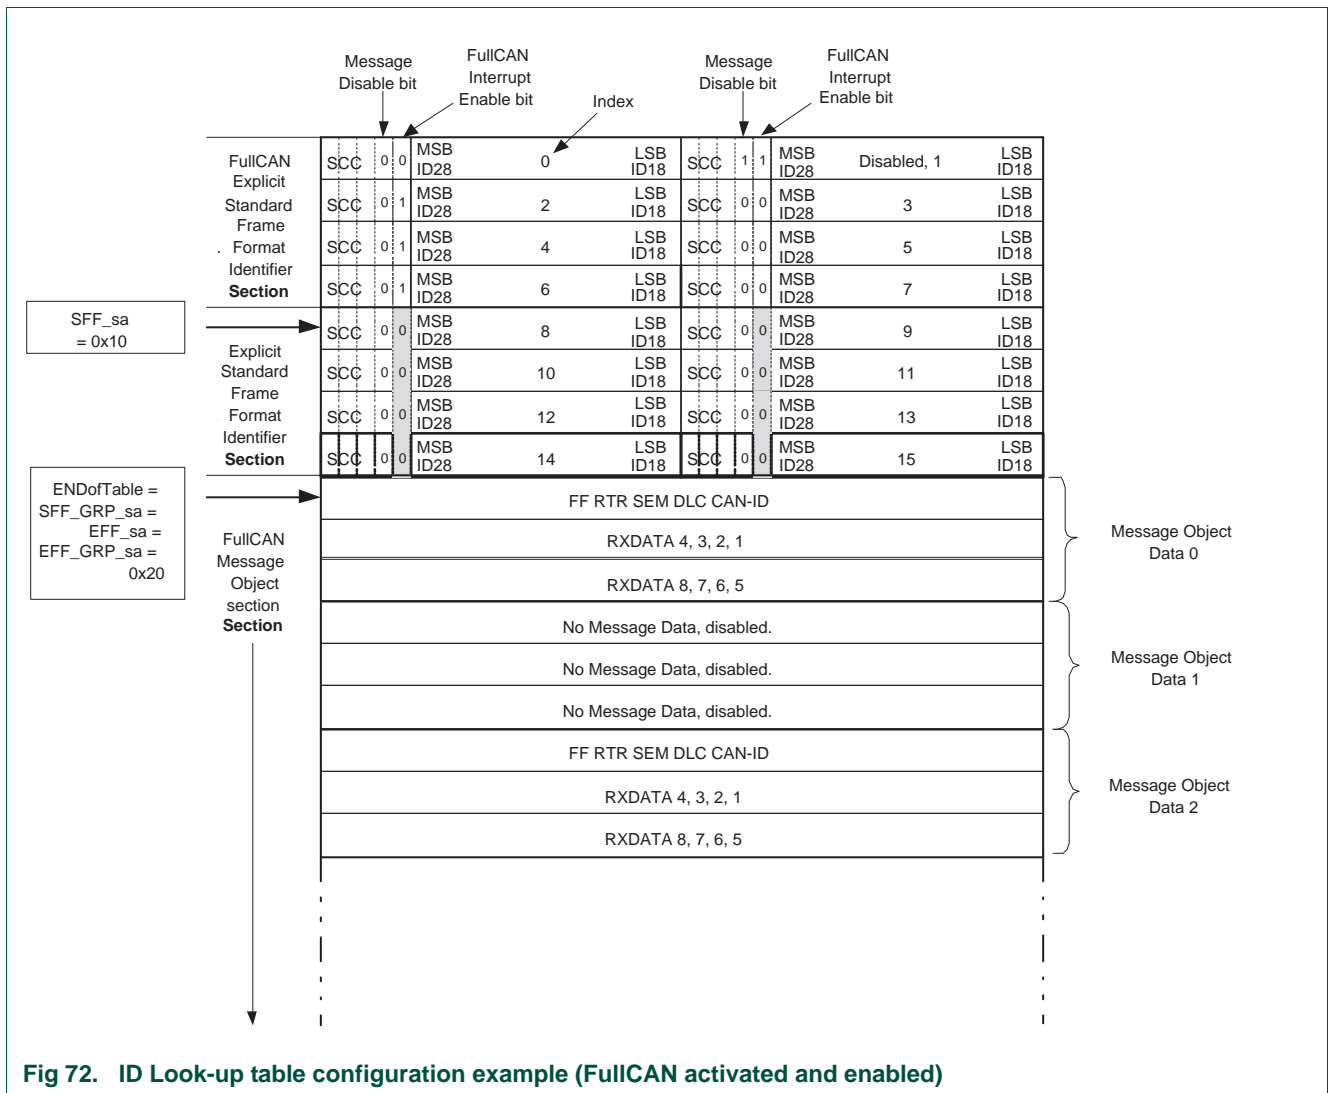 Message
Disable bit
FullCAN
Interrupt
Enable bit
Index
Message
Disable bit
FullCAN
Interrupt
Enable bit
FullCAN
Explicit
Standard
Frame
. Format
Identifier
Section
SCC 0 0 MSB ID28 0 LSB ID18 SCC 1 1 MSB ID28 Disabled, 1 LSB ID18
SCC 0 1 MSB ID28 2 LSB ID18 SCC 0 0 MSB ID28 3 LSB ID18
SCC 0 1 MSB ID28 4 LSB ID18 SCC 0 0 MSB ID28 5 LSB ID18
SCC 0 1 MSB ID28 6 LSB ID18 SCC 0 0 MSB ID28 7 LSB ID18
SFF_sa
= 0x10
Explicit
Standard
Frame
Format
Identifier
Section
SCC 0 0 MSB ID28 8 LSB ID18 SCC 0 0 MSB ID28 9 LSB ID18
SCC 0 0 MSB ID28 10 LSB ID18 SCC 0 0 MSB ID28 11 LSB ID18
SCC 0 0 MSB ID28 12 LSB ID18 SCC 0 0 MSB ID28 13 LSB ID18
SCC 0 0 MSB ID28 14 LSB ID18 SCC 0 0 MSB ID28 15 LSB ID18
ENDofTable =
SFF_GRP_sa =
EFF_sa =
EFF_GRP_sa =
0x20
FullCAN
Message
Object
section
Section
FF RTR SEM DLC CAN-ID
RXDATA 4, 3, 2, 1
RXDATA 8, 7, 6, 5
Message Object
Data 0
No Message Data, disabled.
No Message Data, disabled.
No Message Data, disabled.
Message Object
Data 1
FF RTR SEM DLC CAN-ID
RXDATA 4, 3, 2, 1
RXDATA 8, 7, 6, 5
Message Object
Data 2
Fig 72. ID Look-up table configuration example (FullCAN activated and enabled)